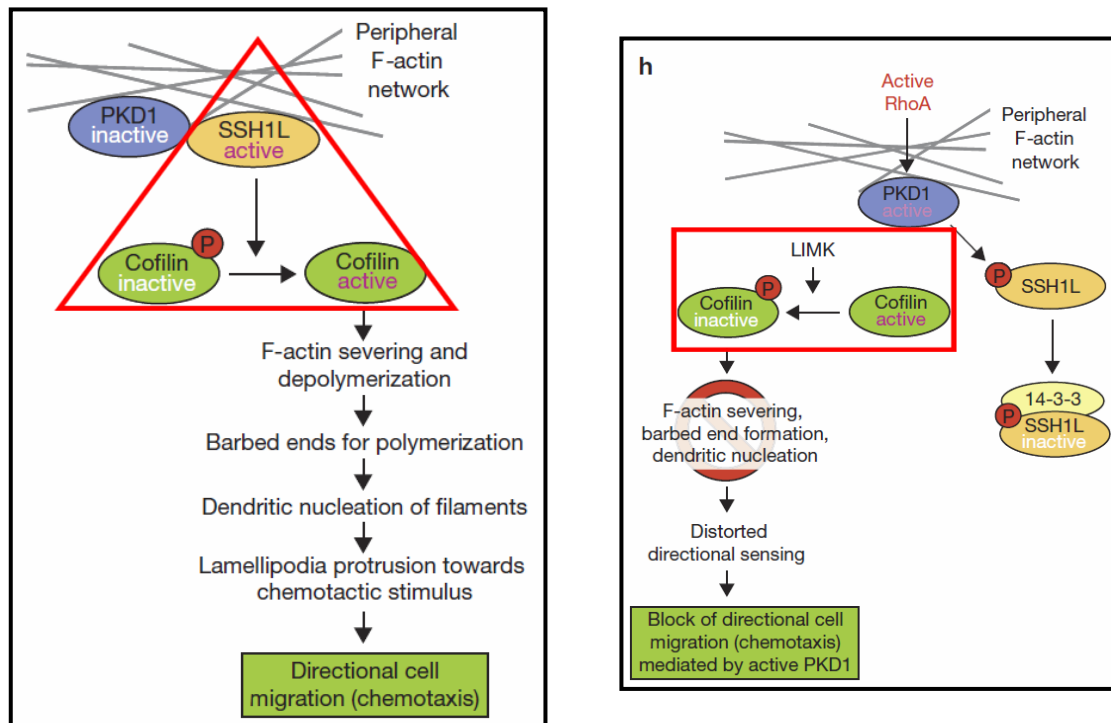 Peripheral
F-actin
network
PKD1
inactive
SSH1L
active
P
Cofilin
inactive
Cofilin
active
F-actin severing and
depolymerization
Barbed ends for polymerization
Dendritic nucleation of filaments
Lamellipodia protrusion towards
chemotactic stimulus
Directional cell
migration (chemotaxis)
h
Active
RhoA
Peripheral
F-actin
network
PKD1
active
LIMK
P
Cofilin
inactive
Cofilin
active
P
SSH1L
14-3-3
P
SSH1L
inactive
F-actin severing,
barbed end formation,
dendritic nucleation
Distorted
directional sensing
Block of directional cell
migration (chemotaxis)
mediated by active PKD1